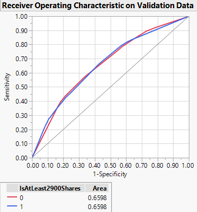 Receiver Operating Characteristic on Validation Data
1.00
0.90
0.80
0.70
0.60
0.50
0.40
0.30
0.20
0.10
0.00
Sensitivity
0.00 0.10 0.20 0.30 0.40 0.50 0.60 0.70 0.80 0.90 1.00
1-Specificity
IsAtLeast2900Shares Area
0 0.6598
1 0.6598